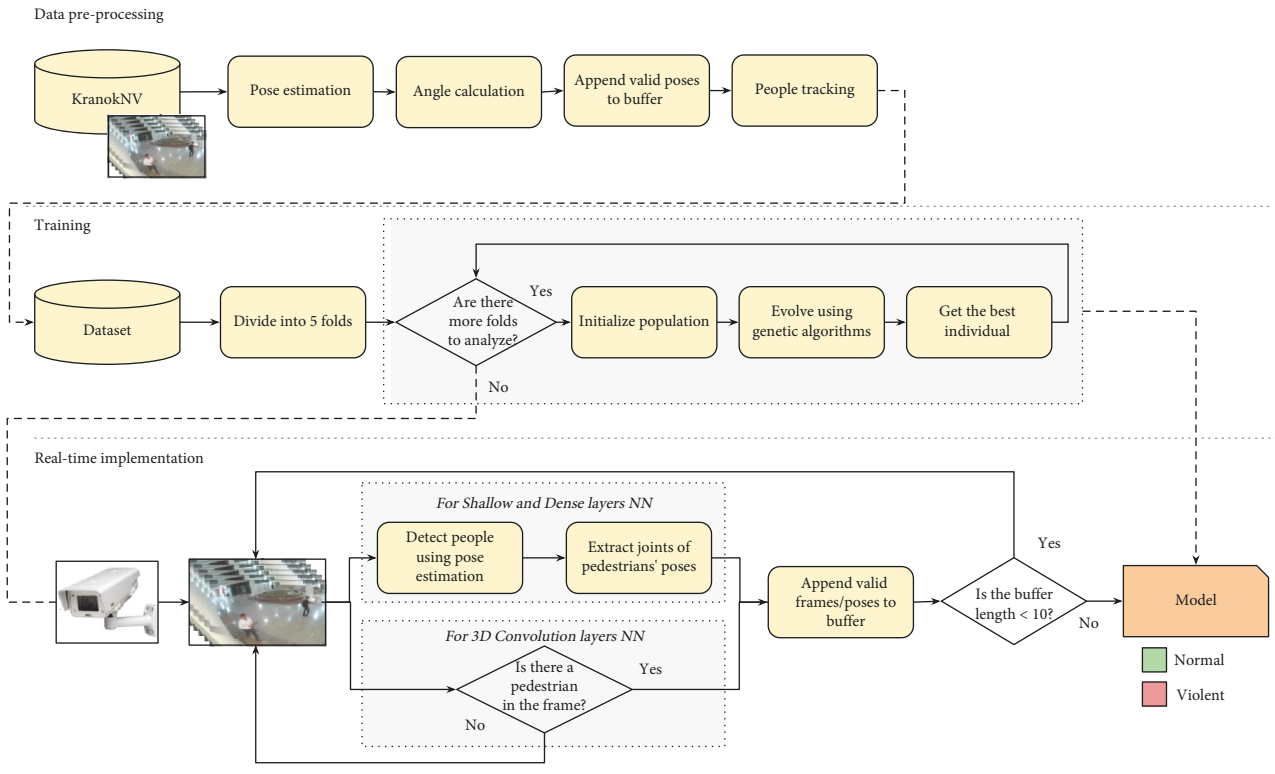 Data pre-processing
KranokNV
Pose estimation
Angle calculation
Append valid poses
to buffer
People tracking
Training
Dataset
Divide into 5 folds
Are there
more folds
to analyze?
Yes
No
Initialize population
Evolve using
genetic algorithms
Get the best
individual
Real-time implementation
For Shallow and Dense layers NN
Detect people
using pose
estimation
Extract joints of
pedestrians' poses
For 3D Convolution layers NN
Is there a
pedestrian
in the frame?
Yes
No
Append valid
frames/poses to
buffer
Is the buffer
length < 10?
Yes
No
Model
Normal
Violent